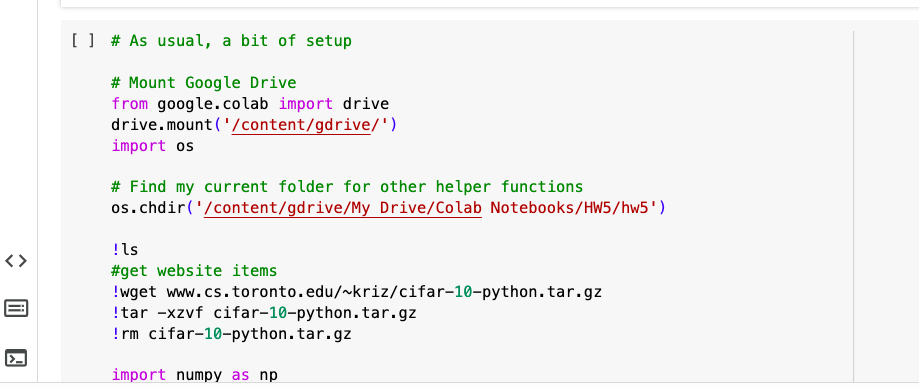 [ ] # As usual, a bit of setup
# Mount Google Drive
from google.colab import drive
drive.mount('/content/gdrive/')
import os
# Find my current folder for other helper functions
os.chdir('/content/gdrive/My Drive/Colab Notebooks/HW5/hw5')
!ls
#get website items
!wget www.cs.toronto.edu/~kriz/cifar-10-python.tar.gz
!tar -xzvf cifar-10-python.tar.gz
!rm cifar-10-python.tar.gz
import numpy as np